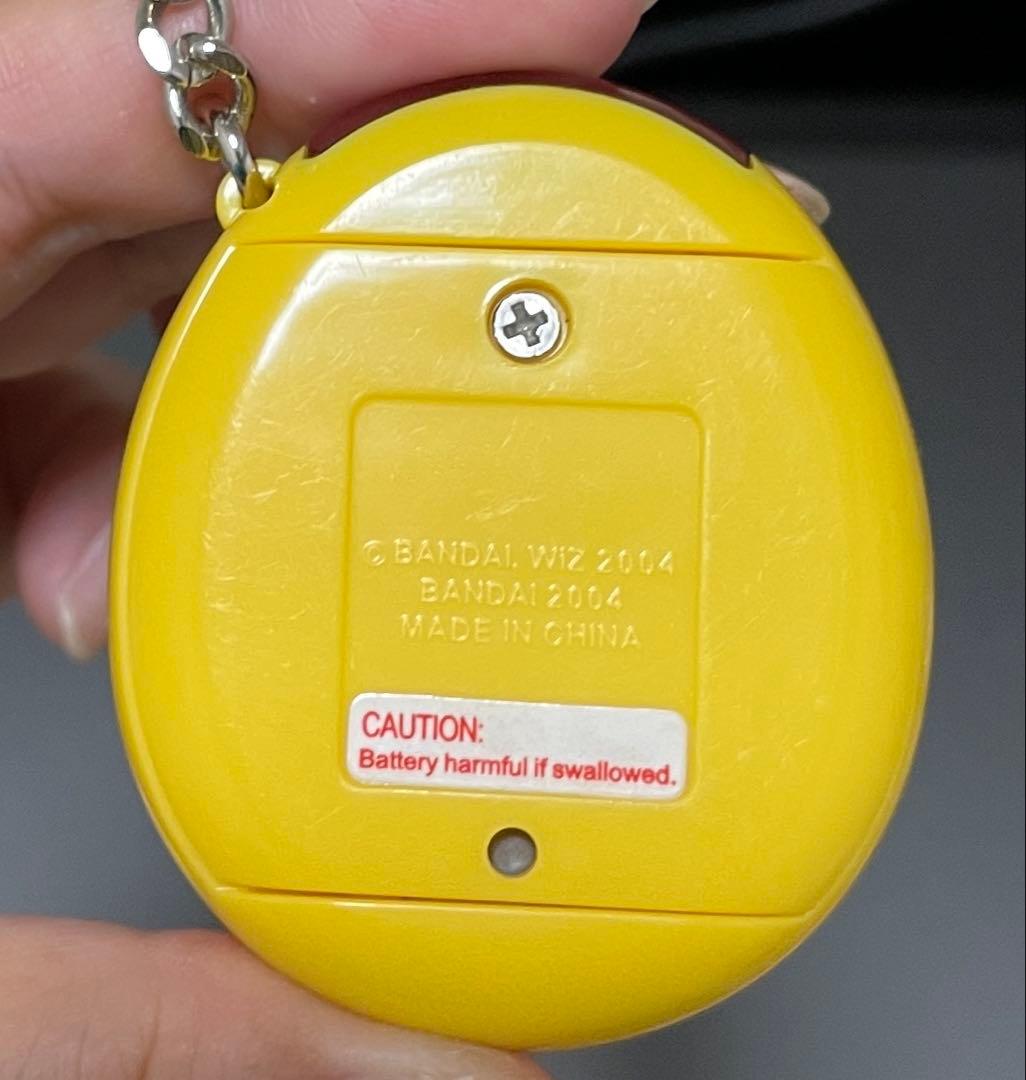 © BANDAI. WiZ 2004
BANDAI 2004
MADE IN CHINA
CAUTION:
Battery harmful if swallowed.